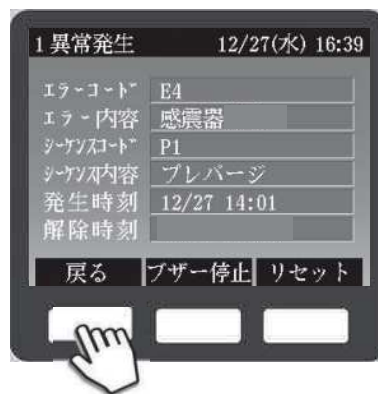 1 異常発生 12/27(水) 16:39
エラーコード E4
エラー内容 感震器
シーケンスコード P1
シーケンス内容 プレパージ
発生時刻 12/27 14:01
解除時刻
戻る ブザー停止 リセット